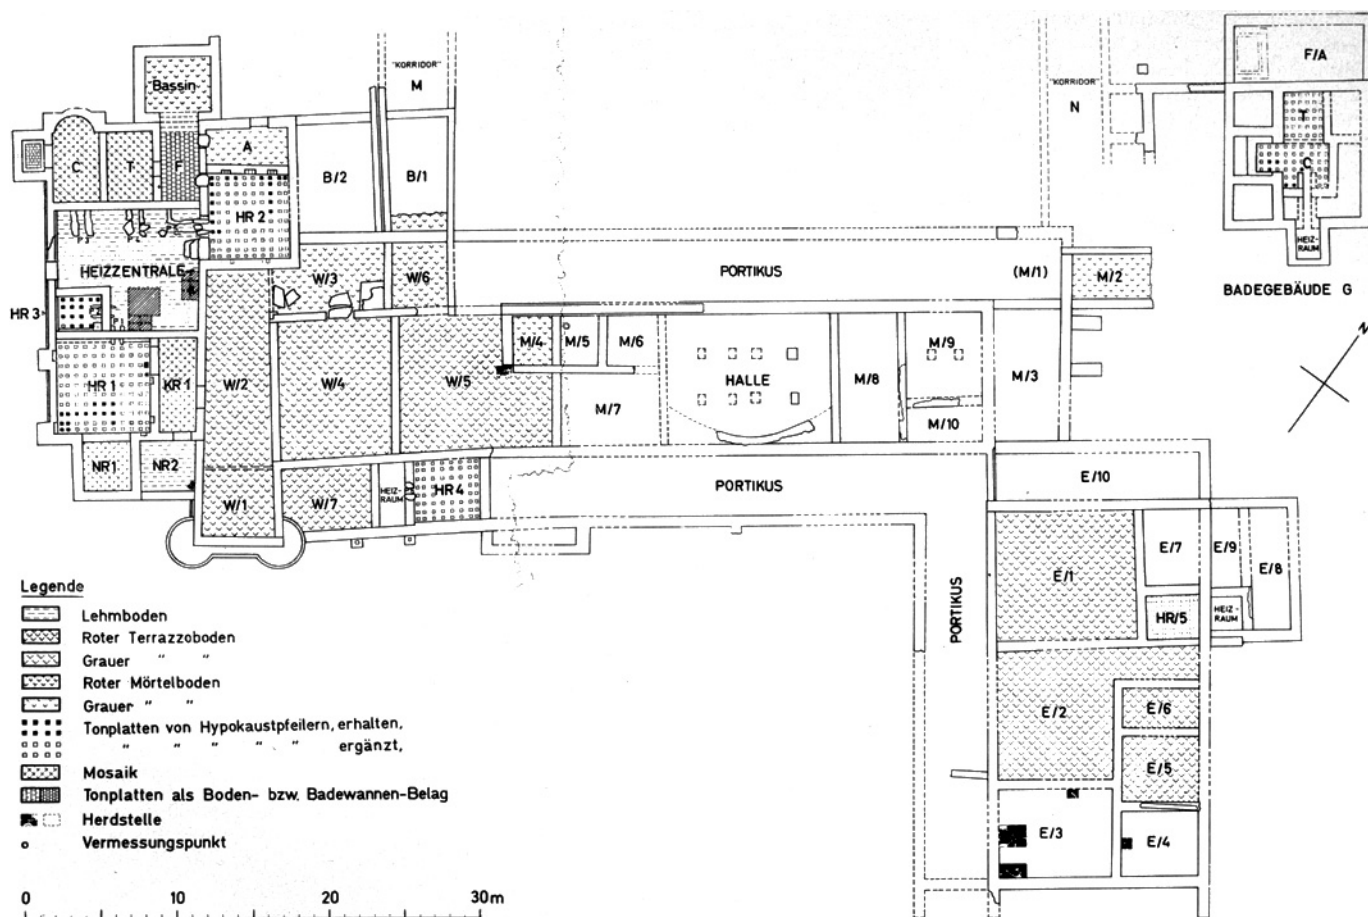 "KORRIDOR"
M
"KORRIDOR"
N
F/A
Bassin
T
C
HEIZ-
RAUM
BADEGEBÄUDE G
N
C
T
F
A
B/2
B/1
HR 2
HEIZZENTRALE
HR 3
W/3
W/6
PORTIKUS
(M/1)
M/2
HR 1
KR 1
W/2
W/4
W/5
M/4
M/5
M/6
M/7
HALLE
M/8
M/9
M/10
M/3
NR1
NR2
W/1
W/7
HEIZ-
RAUM
HR 4
PORTIKUS
E/10
PORTIKUS
E/1
E/7
E/9
E/8
HR/5
HEIZ-
RAUM
E/2
E/6
E/5
E/3
E/4
Legende
Lehmboden
Roter Terrazzoboden
Grauer " "
Roter Mörtelboden
Grauer " "
Tonplatten von Hypokaustpfeilern, erhalten,
" " " " " ergänzt,
Mosaik
Tonplatten als Boden- bzw. Badewannen-Belag
Herdstelle
Vermessungspunkt
0 10 20 30 m